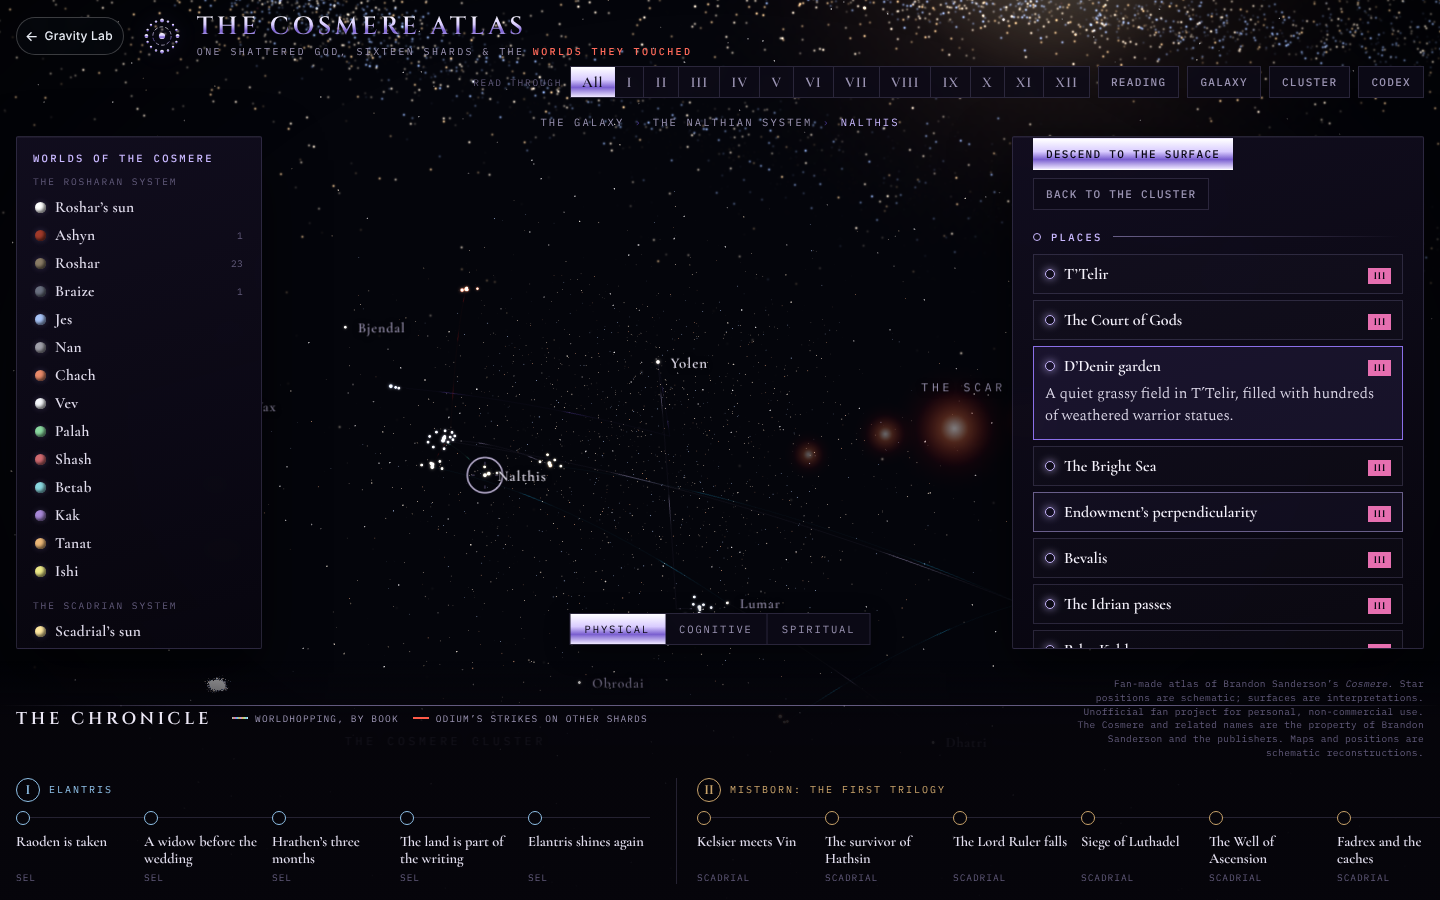 ← Gravity Lab
THE COSMERE ATLAS
ONE SHATTERED GOD, SIXTEEN SHARDS & THE WORLDS THEY TOUCHED
READ THROUGH All I II III IV V VI VII VIII IX X XI XII READING GALAXY CLUSTER CODEX
THE GALAXY THE NALTHIAN SYSTEM NALTHIS
WORLDS OF THE COSMERE
THE ROSHARAN SYSTEM
Roshar's sun
Ashyn 1
Roshar 23
Braize 1
Jes
Nan
Chach
Vev
Palah
Shash
Betab
Kak
Tanat
Ishi
THE SCADRIAN SYSTEM
Scadrial's sun
Bjendal
Yolen
THE SCAR
ax
Nalthis
Lumar
PHYSICAL COGNITIVE SPIRITUAL
Ohrodai
DESCEND TO THE SURFACE
BACK TO THE CLUSTER
PLACES
T'Telir III
The Court of Gods III
D'Denir garden III
A quiet grassy field in T'Telir, filled with hundreds
of weathered warrior statues.
The Bright Sea III
Endowment's perpendicularity III
Bevalis III
The Idrian passes III
Fan-made atlas of Brandon Sanderson's Cosmere. Star
positions are schematic; surfaces are interpretations.
Unofficial fan project for personal, non-commercial use.
The Cosmere and related names are the property of Brandon
Sanderson and the publishers. Maps and positions are
schematic reconstructions.
THE CHRONICLE WORLDHOPPING, BY BOOK ODIUM'S STRIKES ON OTHER SHARDS
THE COSMERE CLUSTER
Dhatri
I ELANTRIS
Raoden is taken
SEL
A widow before the
wedding
SEL
Hrathen's three
months
SEL
The land is part of
the writing
SEL
Elantris shines again
SEL
II MISTBORN: THE FIRST TRILOGY
Kelsier meets Vin
SCADRIAL
The survivor of
Hathsin
SCADRIAL
The Lord Ruler falls
SCADRIAL
Siege of Luthadel
SCADRIAL
The Well of
Ascension
SCADRIAL
Fadrex and the
caches
SCADRIAL